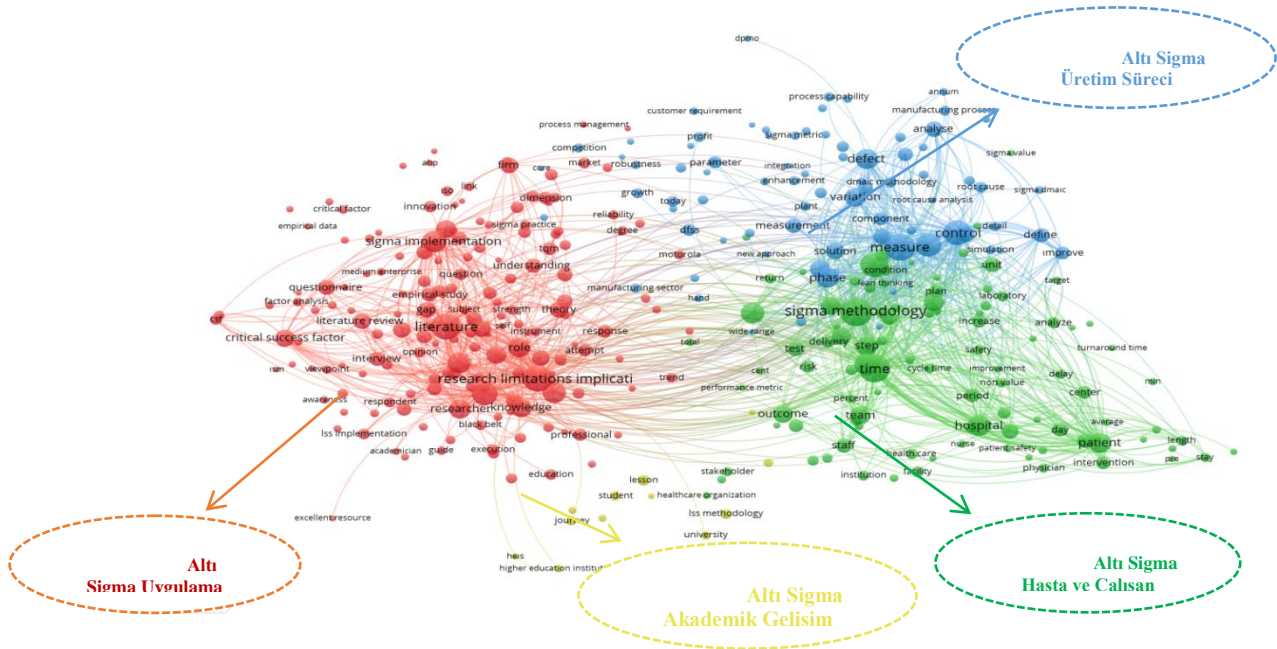 dpmo
Altı Sigma
Üretim Süreci
annum
process capability
manufacturing process
customer requirement
process management
sigma metric
analyse
profit
competition
sigma value
abp
firm
core
market
robustness
parameter
integration
defect
iso
link
enhancement
dmaic methodology
root cause
sigma dmaic
innovation
dimension
growth
today
plant
variation
root cause analysis
critical factor
reliability
empirical data
sigma practice
degree
dfss
measurement
component
control
detail
define
sigma implementation
tqm
motorola
new approach
solution
measure
simulation
improve
medium enterprise
question
understanding
return
phase
condition
lean thinking
unit
target
questionnaire
empirical study
manufacturing sector
plan
laboratory
factor analysis
gap
subject
strength
theory
hand
sigma methodology
csf
literature review
literature
self
instrument
response
wide range
increase
analyze
critical success factor
total
delivery
step
test
turnaround time
interview
opinion
role
attempt
risk
safety
ism
viewpoint
cent
time
cycle time
improvement
delay
research limitations implicati
trend
performance metric
non value
min
awareness
respondent
percent
period
center
researcher
knowledge
outcome
team
black belt
hospital
day
average
lss implementation
professional
staff
nurse
patient safety
patient
length
academician
guide
execution
health care
pre
stay
education
stakeholder
institution
facility
physician
intervention
lesson
student
healthcare organization
excellent resource
journey
lss methodology
university
heis
higher education institut
Altı
Sigma Uygulama
Altı Sigma
Akademik Gelisim
Altı Sigma
Hasta ve Calısan